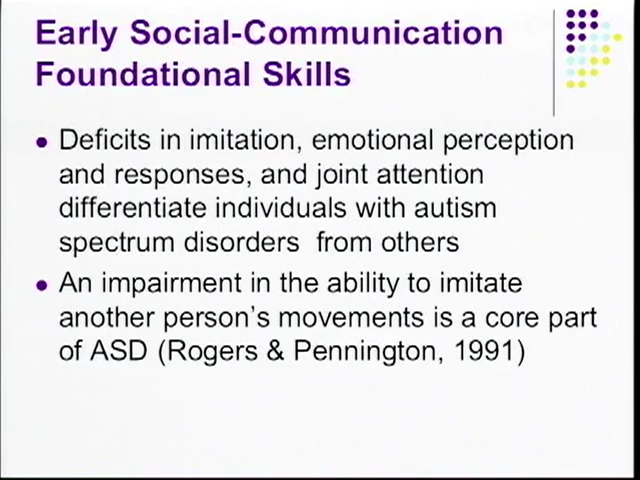 Early Social-Communication
Foundational Skills
Deficits in imitation, emotional perception
and responses, and joint attention
differentiate individuals with autism
spectrum disorders  from others
An impairment in the ability to imitate
another person's movements is a core part
of ASD (Rogers & Pennington, 1991)